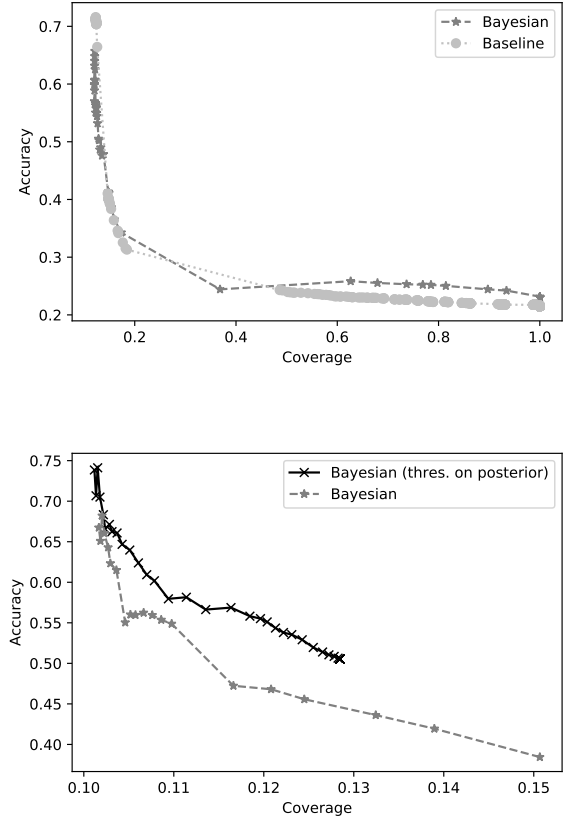 0.7
0.6
0.5
0.4
0.3
0.2
Accuracy
Bayesian
Baseline
0.2 0.4 0.6 0.8 1.0
Coverage
0.75
0.70
0.65
0.60
0.55
0.50
0.45
0.40
Accuracy
Bayesian (thres. on posterior)
Bayesian
0.10 0.11 0.12 0.13 0.14 0.15
Coverage